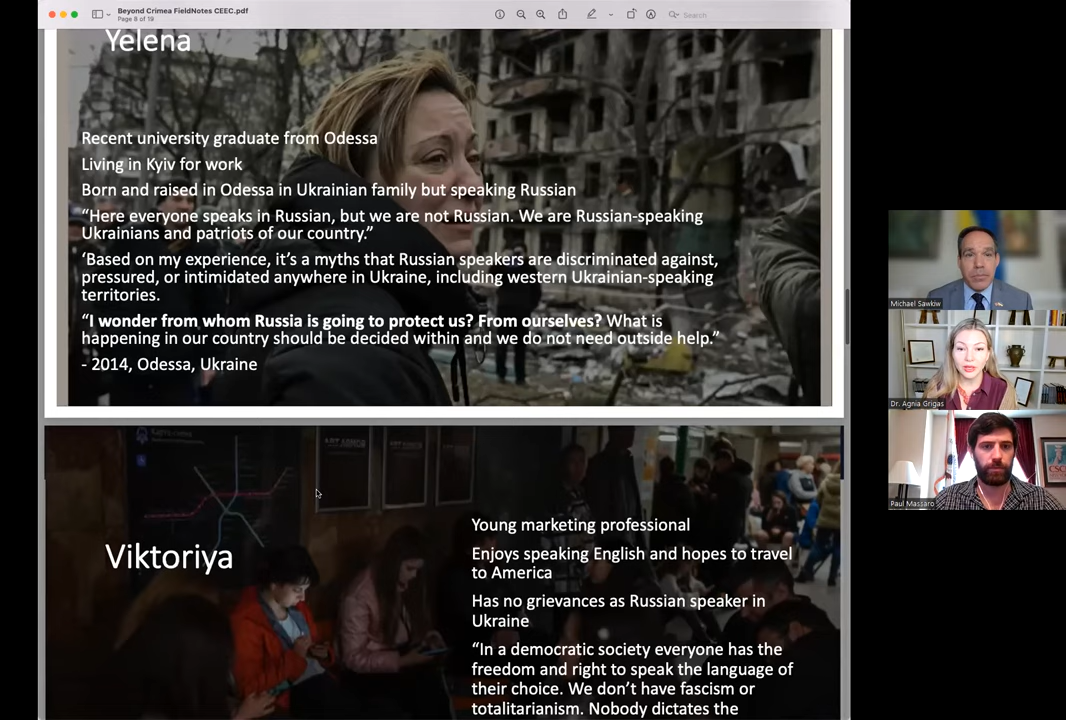 Beyond Crimea FieldNotes CEEC.pdf
Page 8 of 19
Search
Yelena
Recent university graduate from Odessa
Living in Kyiv for work
Born and raised in Odessa in Ukrainian family but speaking Russian
“Here everyone speaks in Russian, but we are not Russian. We are Russian-speaking
Ukrainians and patriots of our country.”
‘Based on my experience, it’s a myths that Russian speakers are discriminated against,
pressured, or intimidated anywhere in Ukraine, including western Ukrainian-speaking
territories.
“I wonder from whom Russia is going to protect us? From ourselves? What is
happening in our country should be decided within and we do not need outside help.”
- 2014, Odessa, Ukraine
Viktoriya
Young marketing professional
Enjoys speaking English and hopes to travel
to America
Has no grievances as Russian speaker in
Ukraine
“In a democratic society everyone has the
freedom and right to speak the language of
their choice. We don’t have fascism or
totalitarianism. Nobody dictates the
Michael Sawkiw
Dr. Agnia Grigas
Paul Massaro
CSC